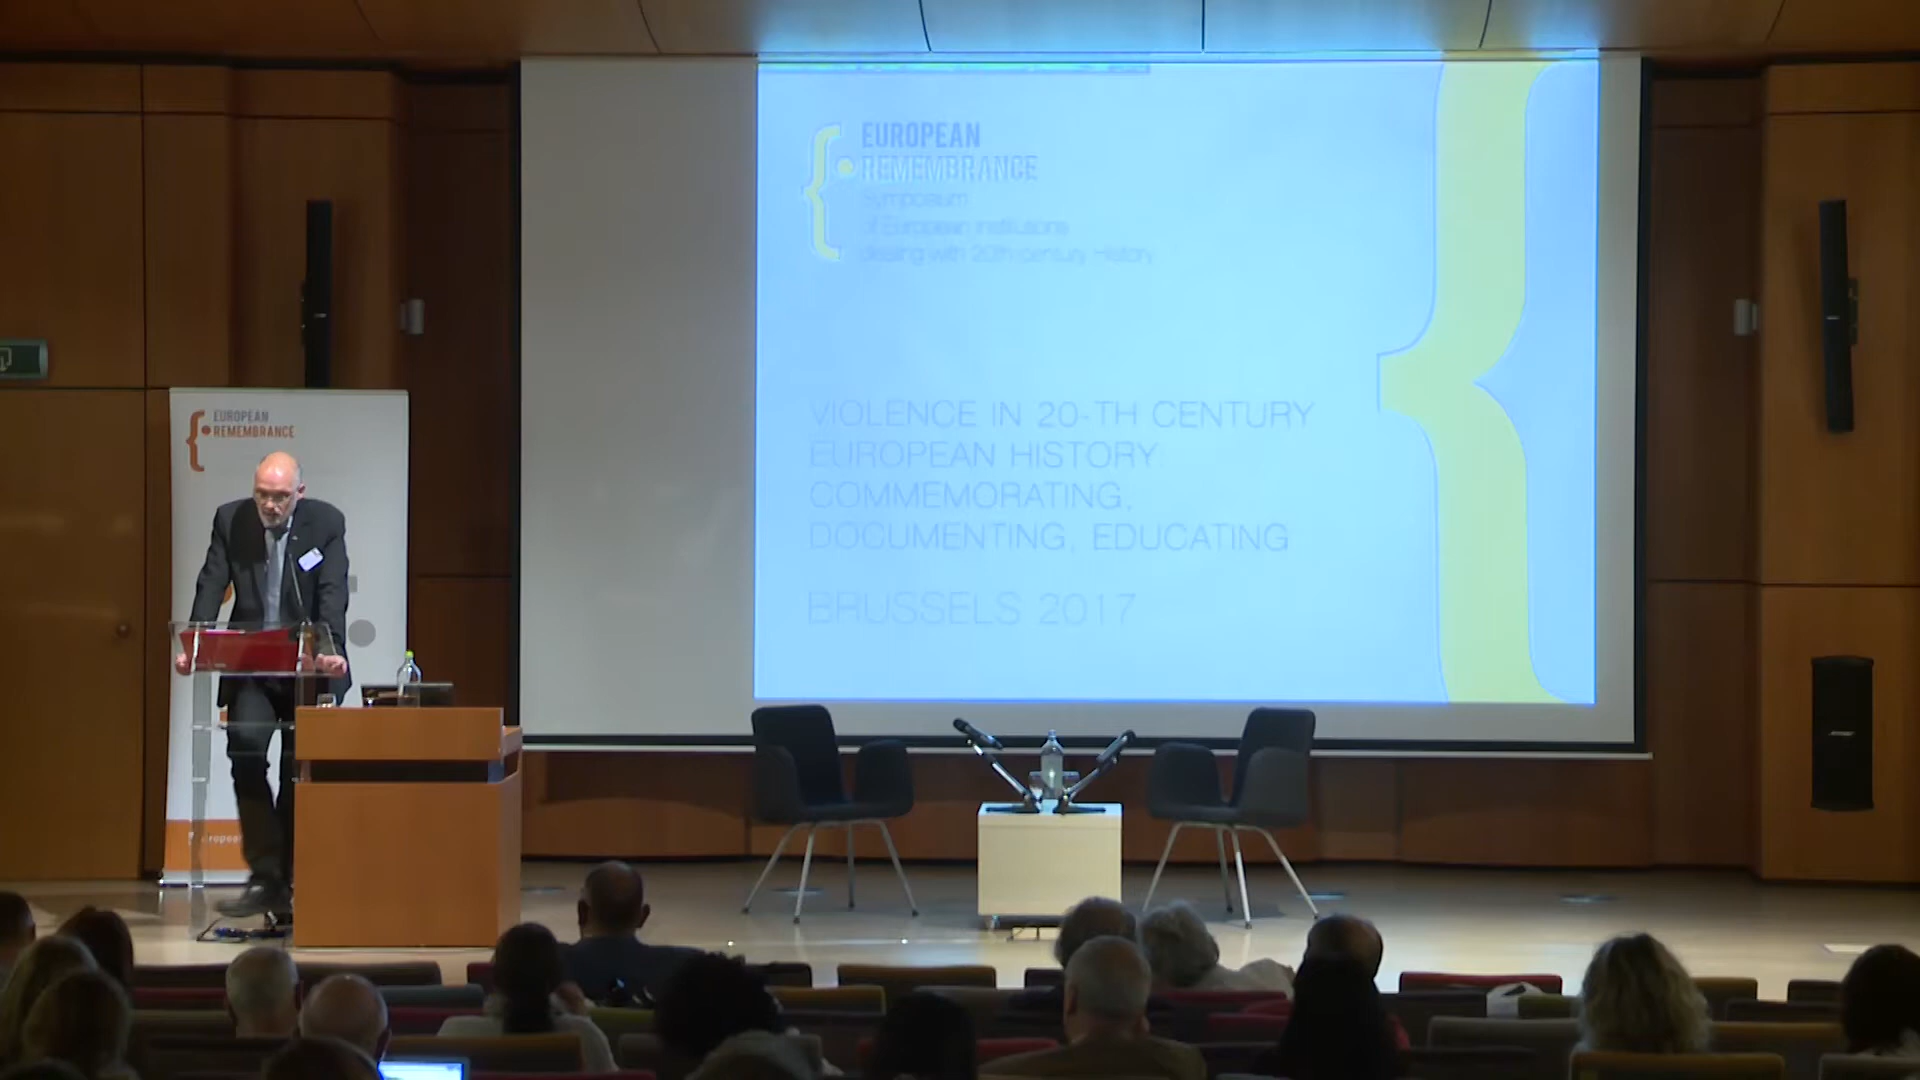 EUROPEAN
REMEMBRANCE
Symposium
of European institutions
dealing with 20th century History
VIOLENCE IN 20-TH CENTURY
EUROPEAN HISTORY:
COMMEMORATING,
DOCUMENTING, EDUCATING
BRUSSELS 2017
EUROPEAN
REMEMBRANCE